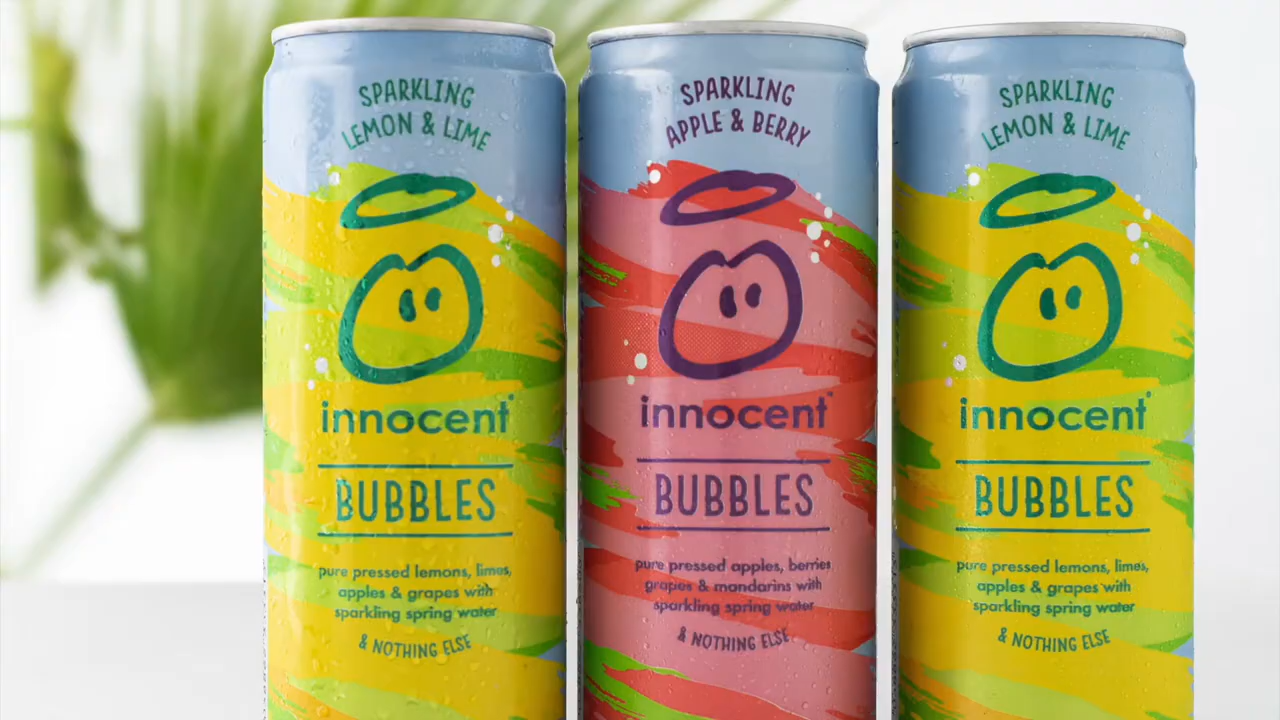 SPARKLING
LEMON & LIME
innocent
BUBBLES
pure pressed lemons, limes,
apples & grapes with
sparkling spring water
& NOTHING ELSE
SPARKLING
APPLE & BERRY
innocent
BUBBLES
pure pressed apples, berries
grapes & mandarins with
sparkling spring water
& NOTHING ELSE
SPARKLING
LEMON & LIME
innocent
BUBBLES
pure pressed lemons, limes,
apples & grapes with
sparkling spring water
& NOTHING ELSE